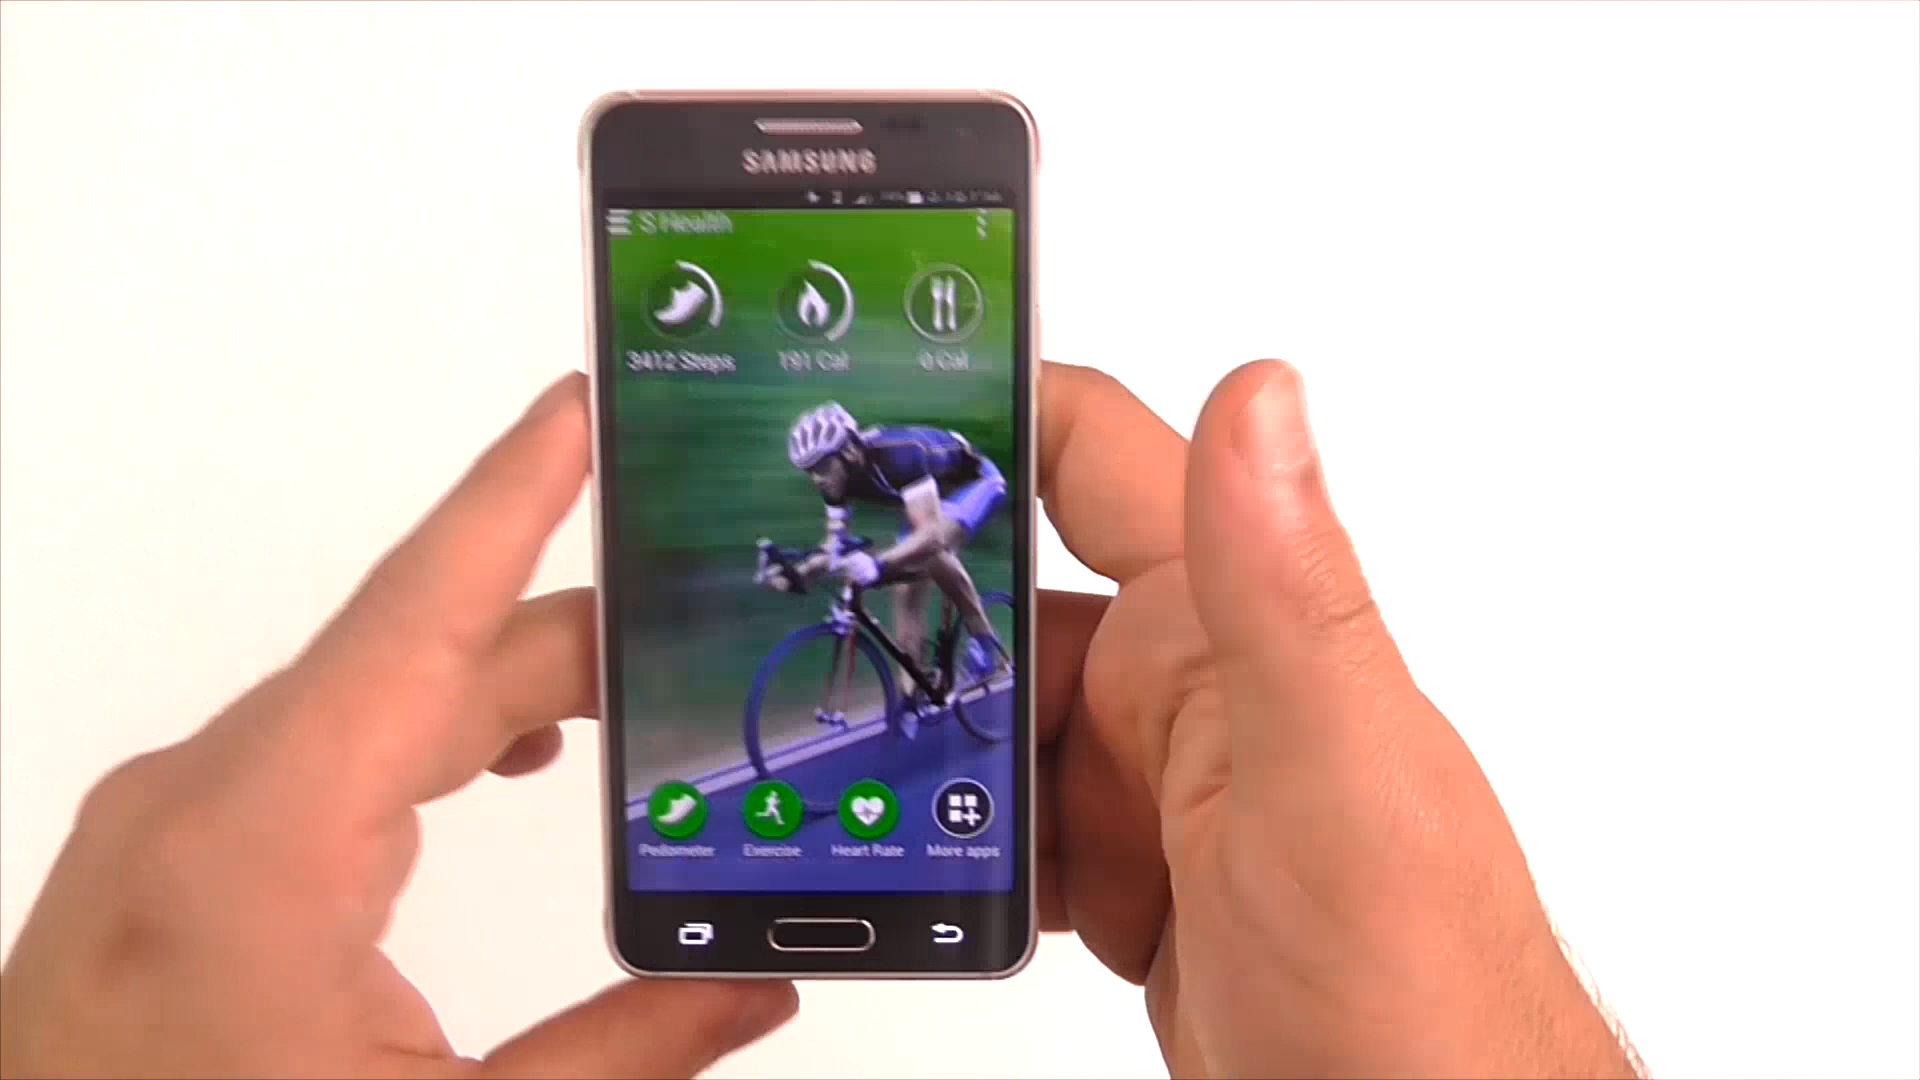 SAMSUNG
S Health
3412 Steps 191 Cal 0 Cal
Pedometer Exercise Heart Rate More apps